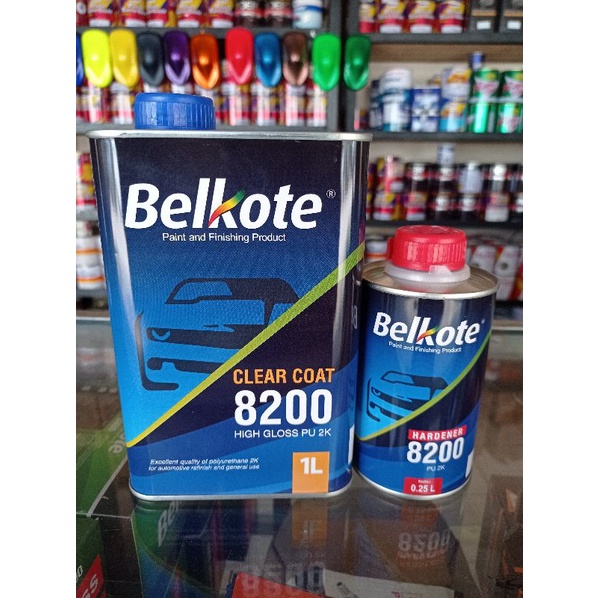 Belkote®
Paint and Finishing Product
CLEAR COAT
8200
HIGH GLOSS PU 2K
Excellent quality of polyurethane 2K
for automotive refinish and general use
1L
Belkote®
Paint and Finishing Product
HARDENER
8200
PU 2K
0.25 L